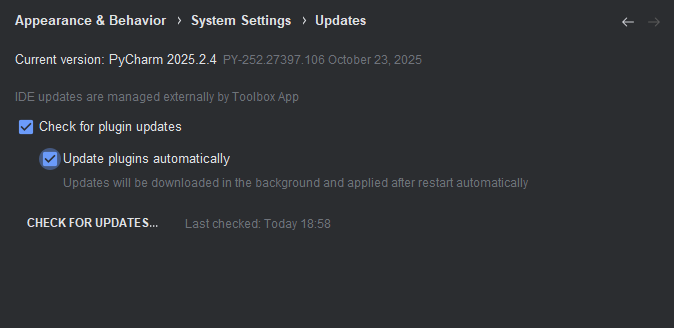 Appearance & Behavior › System Settings › Updates
Current version: PyCharm 2025.2.4 PY-252.27397.106 October 23, 2025
IDE updates are managed externally by Toolbox App
Check for plugin updates
Update plugins automatically
Updates will be downloaded in the background and applied after restart automatically
CHECK FOR UPDATES... Last checked: Today 18:58